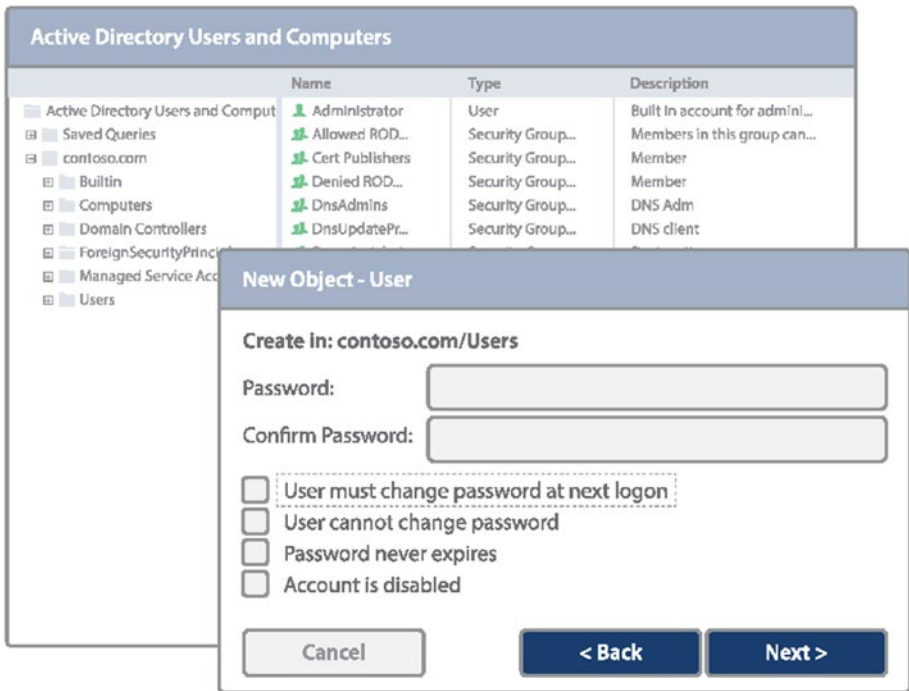 Active Directory Users and Computers
Name Type Description
Active Directory Users and Comput
Administrator User Built in account for admini...
Saved Queries Allowed ROD... Security Group... Members in this group can...
contoso.com Cert Publishers Security Group... Member
Builtin Denied ROD... Security Group... Member
Computers DnsAdmins Security Group... DNS Adm
Domain Controllers DnsUpdatePr... Security Group... DNS client
ForeignSecurityPrinci
Managed Service Acc
Users
New Object - User
Create in: contoso.com/Users
Password:
Confirm Password:
User must change password at next logon
User cannot change password
Password never expires
Account is disabled
Cancel < Back Next >